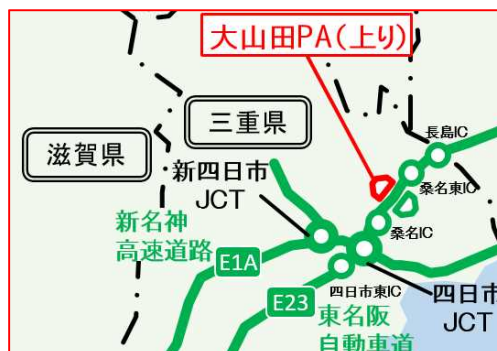 大山田PA(上り)
三重県
滋賀県
長島IC
桑名東IC
新四日市
JCT
桑名IC
新名神
高速道路
E1A
四日市東IC
四日市
JCT
E23
東名阪
自動車道